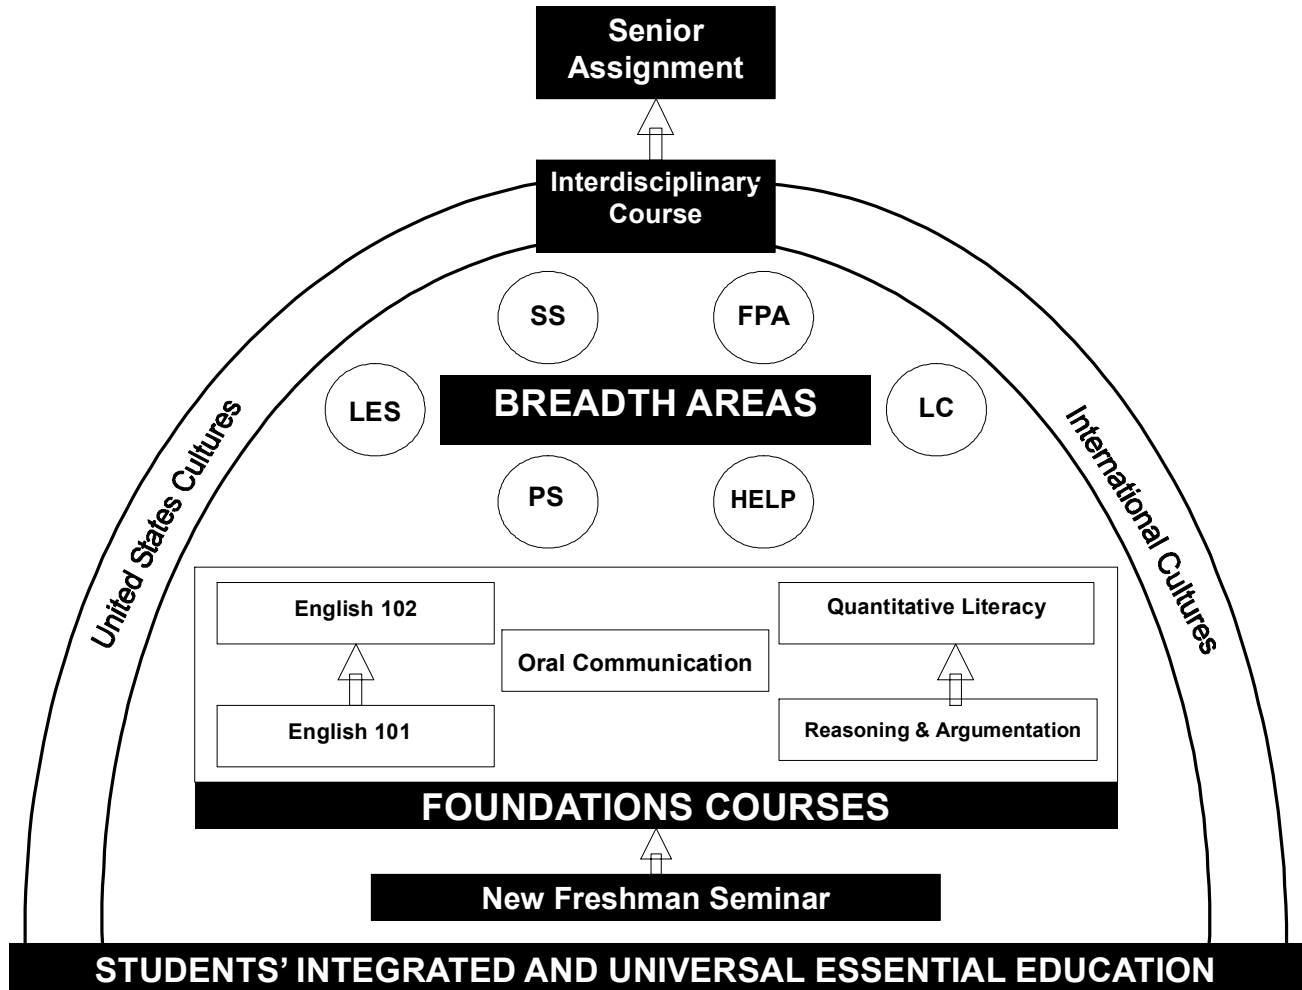 Senior
Assignment
Interdisciplinary
Course
SS
FPA
LES
BREADTH AREAS
LC
PS
HELP
United States Cultures
International Cultures
English 102
Quantitative Literacy
Oral Communication
English 101
Reasoning & Argumentation
FOUNDATIONS COURSES
New Freshman Seminar
STUDENTS’ INTEGRATED AND UNIVERSAL ESSENTIAL EDUCATION